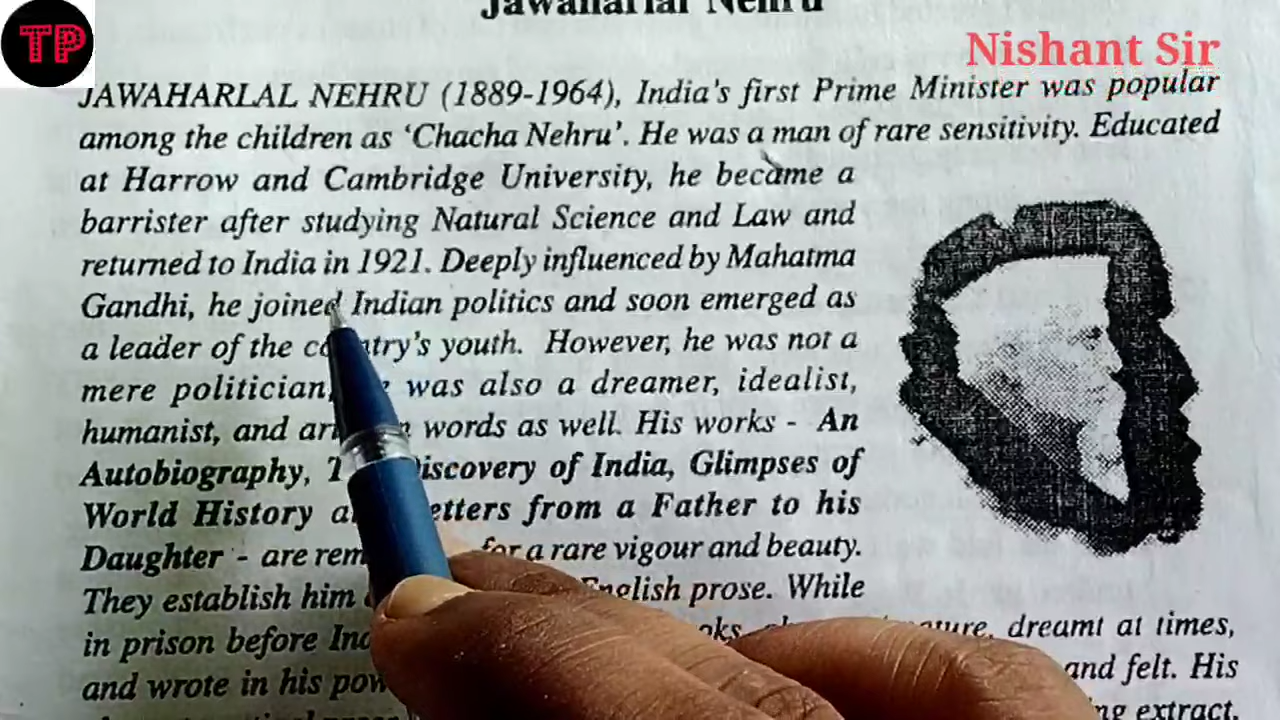 Jawaharlal Nehru
TP
Nishant Sir
JAWAHARLAL NEHRU (1889-1964), India's first Prime Minister was popular
among the children as 'Chacha Nehru'. He was a man of rare sensitivity. Educated
at Harrow and Cambridge University, he became a
barrister after studying Natural Science and Law and
returned to India in 1921. Deeply influenced by Mahatma
Gandhi, he joined Indian politics and soon emerged as
a leader of the country's youth. However, he was not a
mere politician, was also a dreamer, idealist,
humanist, and words as well. His works - An
Autobiography, Discovery of India, Glimpses of
World History Letters from a Father to his
Daughter - are for a rare vigour and beauty.
They establish him English prose. While
in prison before dreamt at times,
and wrote in his and felt. His
extract,